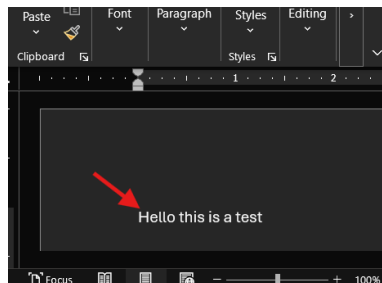 Paste Font Paragraph Styles Editing
Clipboard Styles
1 2
Hello this is a test
Focus 100%